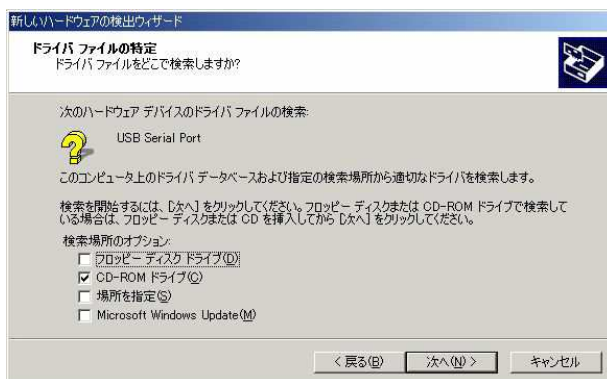 新しいハードウェアの検出ウィザード
ドライバ ファイルの特定
ドライバ ファイルをどこで検索しますか?
次のハードウェア デバイスのドライバ ファイルの検索:
USB Serial Port
このコンピュータ上のドライバ データベースおよび指定の検索場所から適切なドライバを検索します。
検索を開始するには、[次へ] をクリックしてください。フロッピー ディスクまたは CD-ROM ドライブで検索して
いる場合は、フロッピー ディスクまたは CD を挿入してから [次へ] をクリックしてください。
検索場所のオプション:
フロッピー ディスク ドライブ(D)
CD-ROM ドライブ(C)
場所を指定(S)
Microsoft Windows Update(M)
< 戻る(B)
次へ(N) >
キャンセル